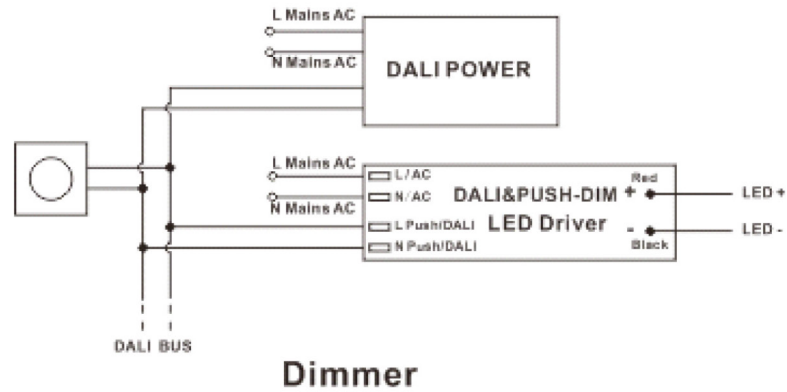 L Mains AC
N Mains AC
DALI POWER
L Mains AC
N Mains AC
L/AC
N/AC
L Push/DALI
N Push/DALI
DALI&PUSH-DIM
LED Driver
Red
+
-
Black
LED +
LED -
DALI BUS
Dimmer